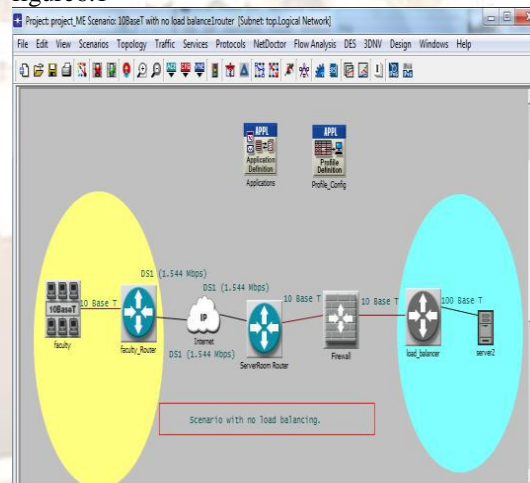 figure6.1
Project: project_ME Scenario: 10BaseT with no load balance1router [Subnet: top.Logical Network]
File Edit View Scenarios Topology Traffic Services Protocols NetDoctor Flow Analysis DES 3DNV Design Windows Help
APPL APPL
Application Definition Profile Definition
Applications Profile_Config
DS1 (1.544 Mbps)
10 Base T DS1 (1.544 Mbps) 10 Base T 10 Base T 100 Base T
10BaseT IP
faculty faculty_Router Internet ServerRoom Router Firewall load_balancer server2
DS1 (1.544 Mbps)
Scenario with no load balancing.